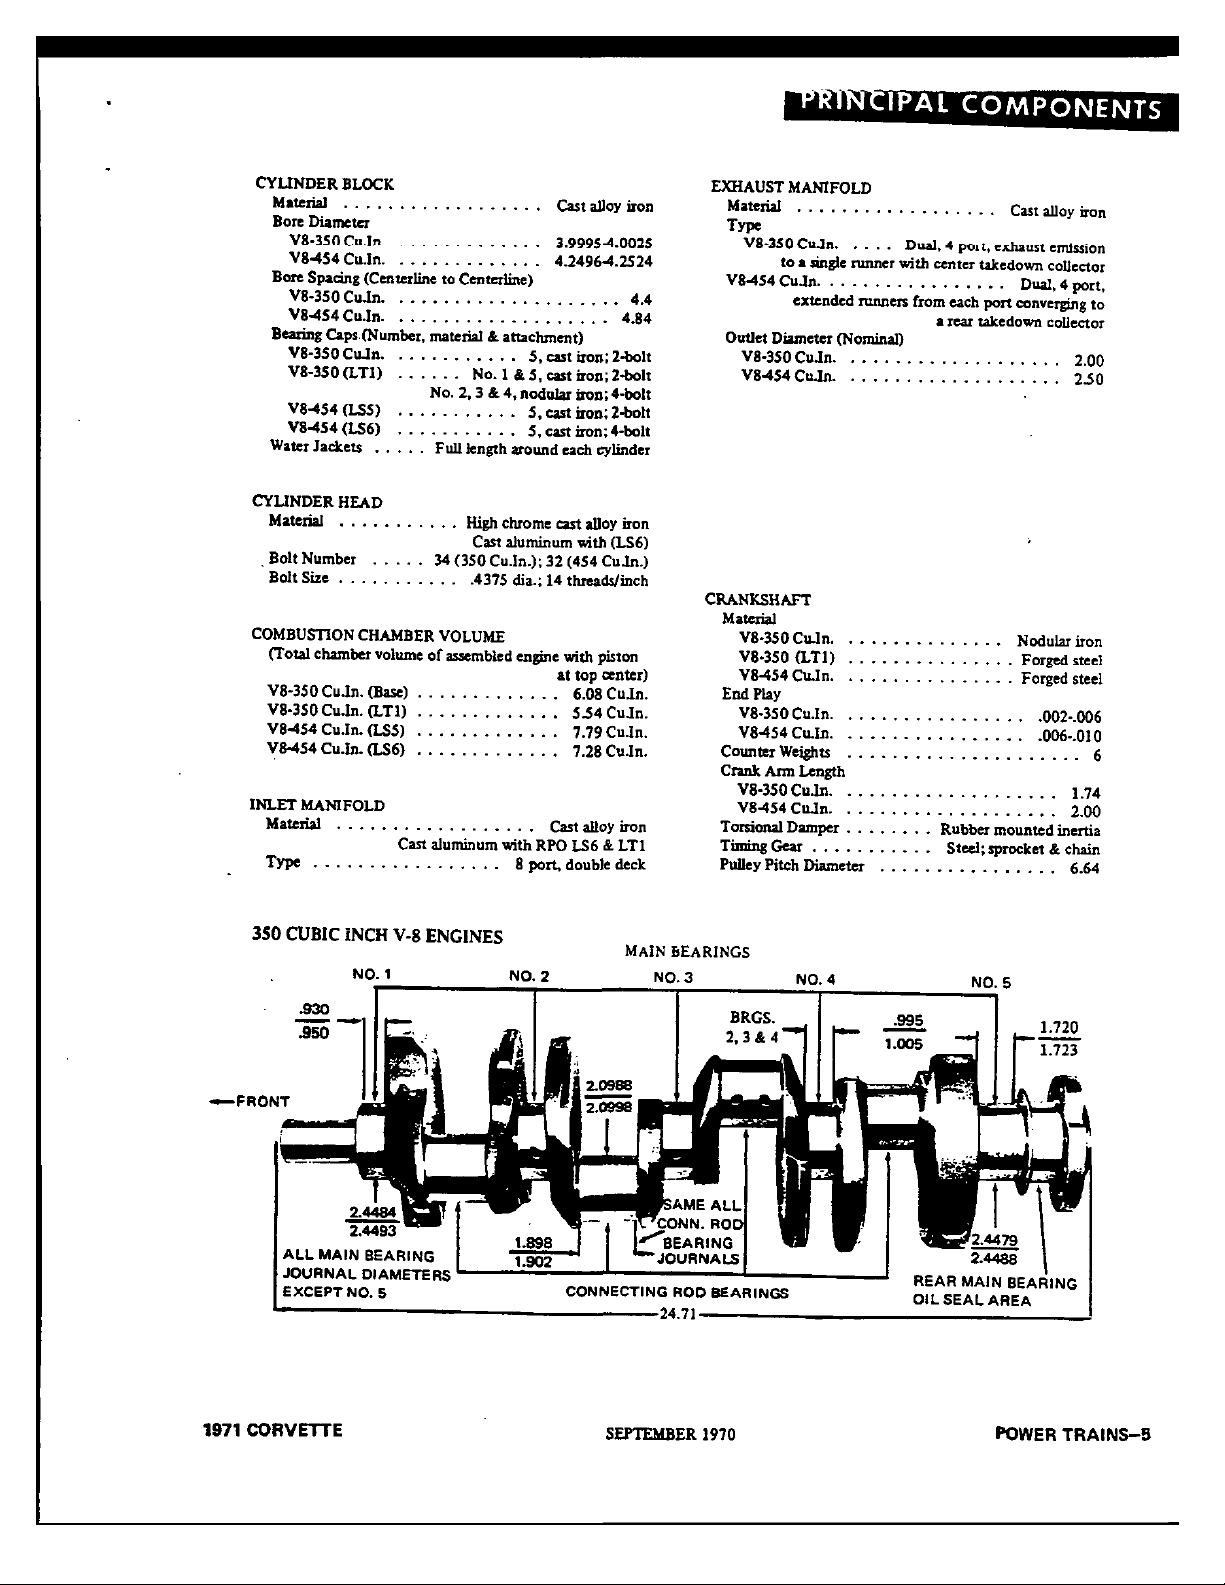 PRINCIPAL COMPONENTS
CYLINDER BLOCK
Material . . . . . . . . . . . . . . . . . . Cast alloy iron
Bore Diameter
V8-350 Cu.In . . . . . . . . . . . . . 3.9995-4.0025
V8-454 Cu.In. . . . . . . . . . . . . . 4.2496-4.2524
Bore Spacing (Centerline to Centerline)
V8-350 Cu.In. . . . . . . . . . . . . . . . . . . . . 4.4
V8-454 Cu.In. . . . . . . . . . . . . . . . . . . . 4.84
Bearing Caps (Number, material & attachment)
V8-350 Cu.In. . . . . . . . . . . . 5, cast iron; 2-bolt
V8-350 (LT1) . . . . . . No. 1 & 5, cast iron; 2-bolt
No. 2, 3 & 4, nodular iron; 4-bolt
V8-454 (LS5) . . . . . . . . . . . 5, cast iron; 2-bolt
V8-454 (LS6) . . . . . . . . . . . 5, cast iron; 4-bolt
Water Jackets . . . . . Full length around each cylinder
CYLINDER HEAD
Material . . . . . . . . . . . High chrome cast alloy iron
Cast aluminum with (LS6)
Bolt Number . . . . . 34 (350 Cu.In.); 32 (454 Cu.In.)
Bolt Size . . . . . . . . . . . .4375 dia.; 14 threads/inch
COMBUSTION CHAMBER VOLUME
(Total chamber volume of assembled engine with piston
at top center)
V8-350 Cu.In. (Base) . . . . . . . . . . . . . 6.08 Cu.In.
V8-350 Cu.In. (LT1) . . . . . . . . . . . . . 5.54 Cu.In.
V8-454 Cu.In. (LS5) . . . . . . . . . . . . . 7.79 Cu.In.
V8-454 Cu.In. (LS6) . . . . . . . . . . . . . 7.28 Cu.In.
INLET MANIFOLD
Material . . . . . . . . . . . . . . . . . . Cast alloy iron
Cast aluminum with RPO LS6 & LT1
Type . . . . . . . . . . . . . . . . . 8 port, double deck
EXHAUST MANIFOLD
Material . . . . . . . . . . . . . . . . . . Cast alloy iron
Type
V8-350 Cu.In. . . . . Dual, 4 port, exhaust emission
to a single runner with center takedown collector
V8-454 Cu.In. . . . . . . . . . . . . . . . . Dual, 4 port,
extended runners from each port converging to
a rear takedown collector
Outlet Diameter (Nominal)
V8-350 Cu.In. . . . . . . . . . . . . . . . . . . . 2.00
V8-454 Cu.In. . . . . . . . . . . . . . . . . . . . 2.50
CRANKSHAFT
Material
V8-350 Cu.In. . . . . . . . . . . . . . . Nodular iron
V8-350 (LT1) . . . . . . . . . . . . . . . Forged steel
V8-454 Cu.In. . . . . . . . . . . . . . . . Forged steel
End Play
V8-350 Cu.In. . . . . . . . . . . . . . . . . .002-.006
V8-454 Cu.In. . . . . . . . . . . . . . . . . .006-.010
Counter Weights . . . . . . . . . . . . . . . . . . . . . 6
Crank Arm Length
V8-350 Cu.In. . . . . . . . . . . . . . . . . . . . 1.74
V8-454 Cu.In. . . . . . . . . . . . . . . . . . . . 2.00
Torsional Damper . . . . . . . . Rubber mounted inertia
Timing Gear . . . . . . . . . . . Steel; sprocket & chain
Pulley Pitch Diameter . . . . . . . . . . . . . . . . 6.64
350 CUBIC INCH V-8 ENGINES
MAIN BEARINGS
NO. 1 NO. 2 NO. 3 NO. 4 NO. 5
.930
.950
BRGS.
2, 3 & 4
.995
1.005
1.720
1.723
2.0988
2.0998
FRONT
2.4484
2.4493
ALL MAIN BEARING
JOURNAL DIAMETERS
EXCEPT NO. 5
1.898
1.902
SAME ALL
CONN. ROD
BEARING
JOURNALS
CONNECTING ROD BEARINGS
2.4479
2.4488
REAR MAIN BEARING
OIL SEAL AREA
24.71
1971 CORVETTE SEPTEMBER 1970 POWER TRAINS-5